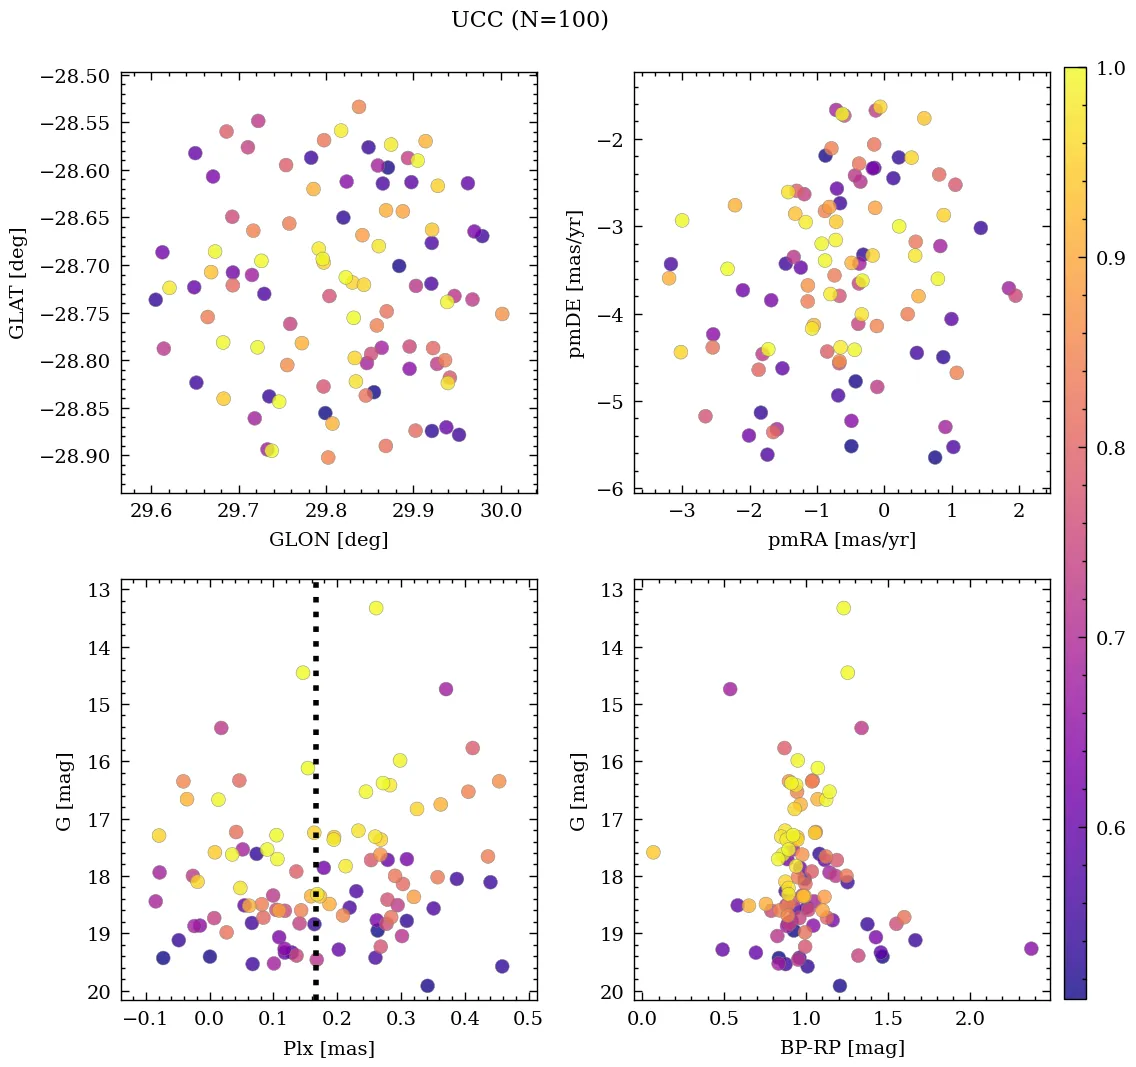 UCC (N=100)
−28.50
−28.55
−28.60
−28.65
−28.70
−28.75
−28.80
−28.85
−28.90
GLAT [deg]
29.6 29.7 29.8 29.9 30.0
GLON [deg]
−2
−3
−4
−5
−6
pmDE [mas/yr]
−3 −2 −1 0 1 2
pmRA [mas/yr]
1.0
0.9
0.8
0.7
0.6
13
14
15
16
17
18
19
20
G [mag]
−0.1 0.0 0.1 0.2 0.3 0.4 0.5
Plx [mas]
13
14
15
16
17
18
19
20
G [mag]
0.0 0.5 1.0 1.5 2.0
BP-RP [mag]